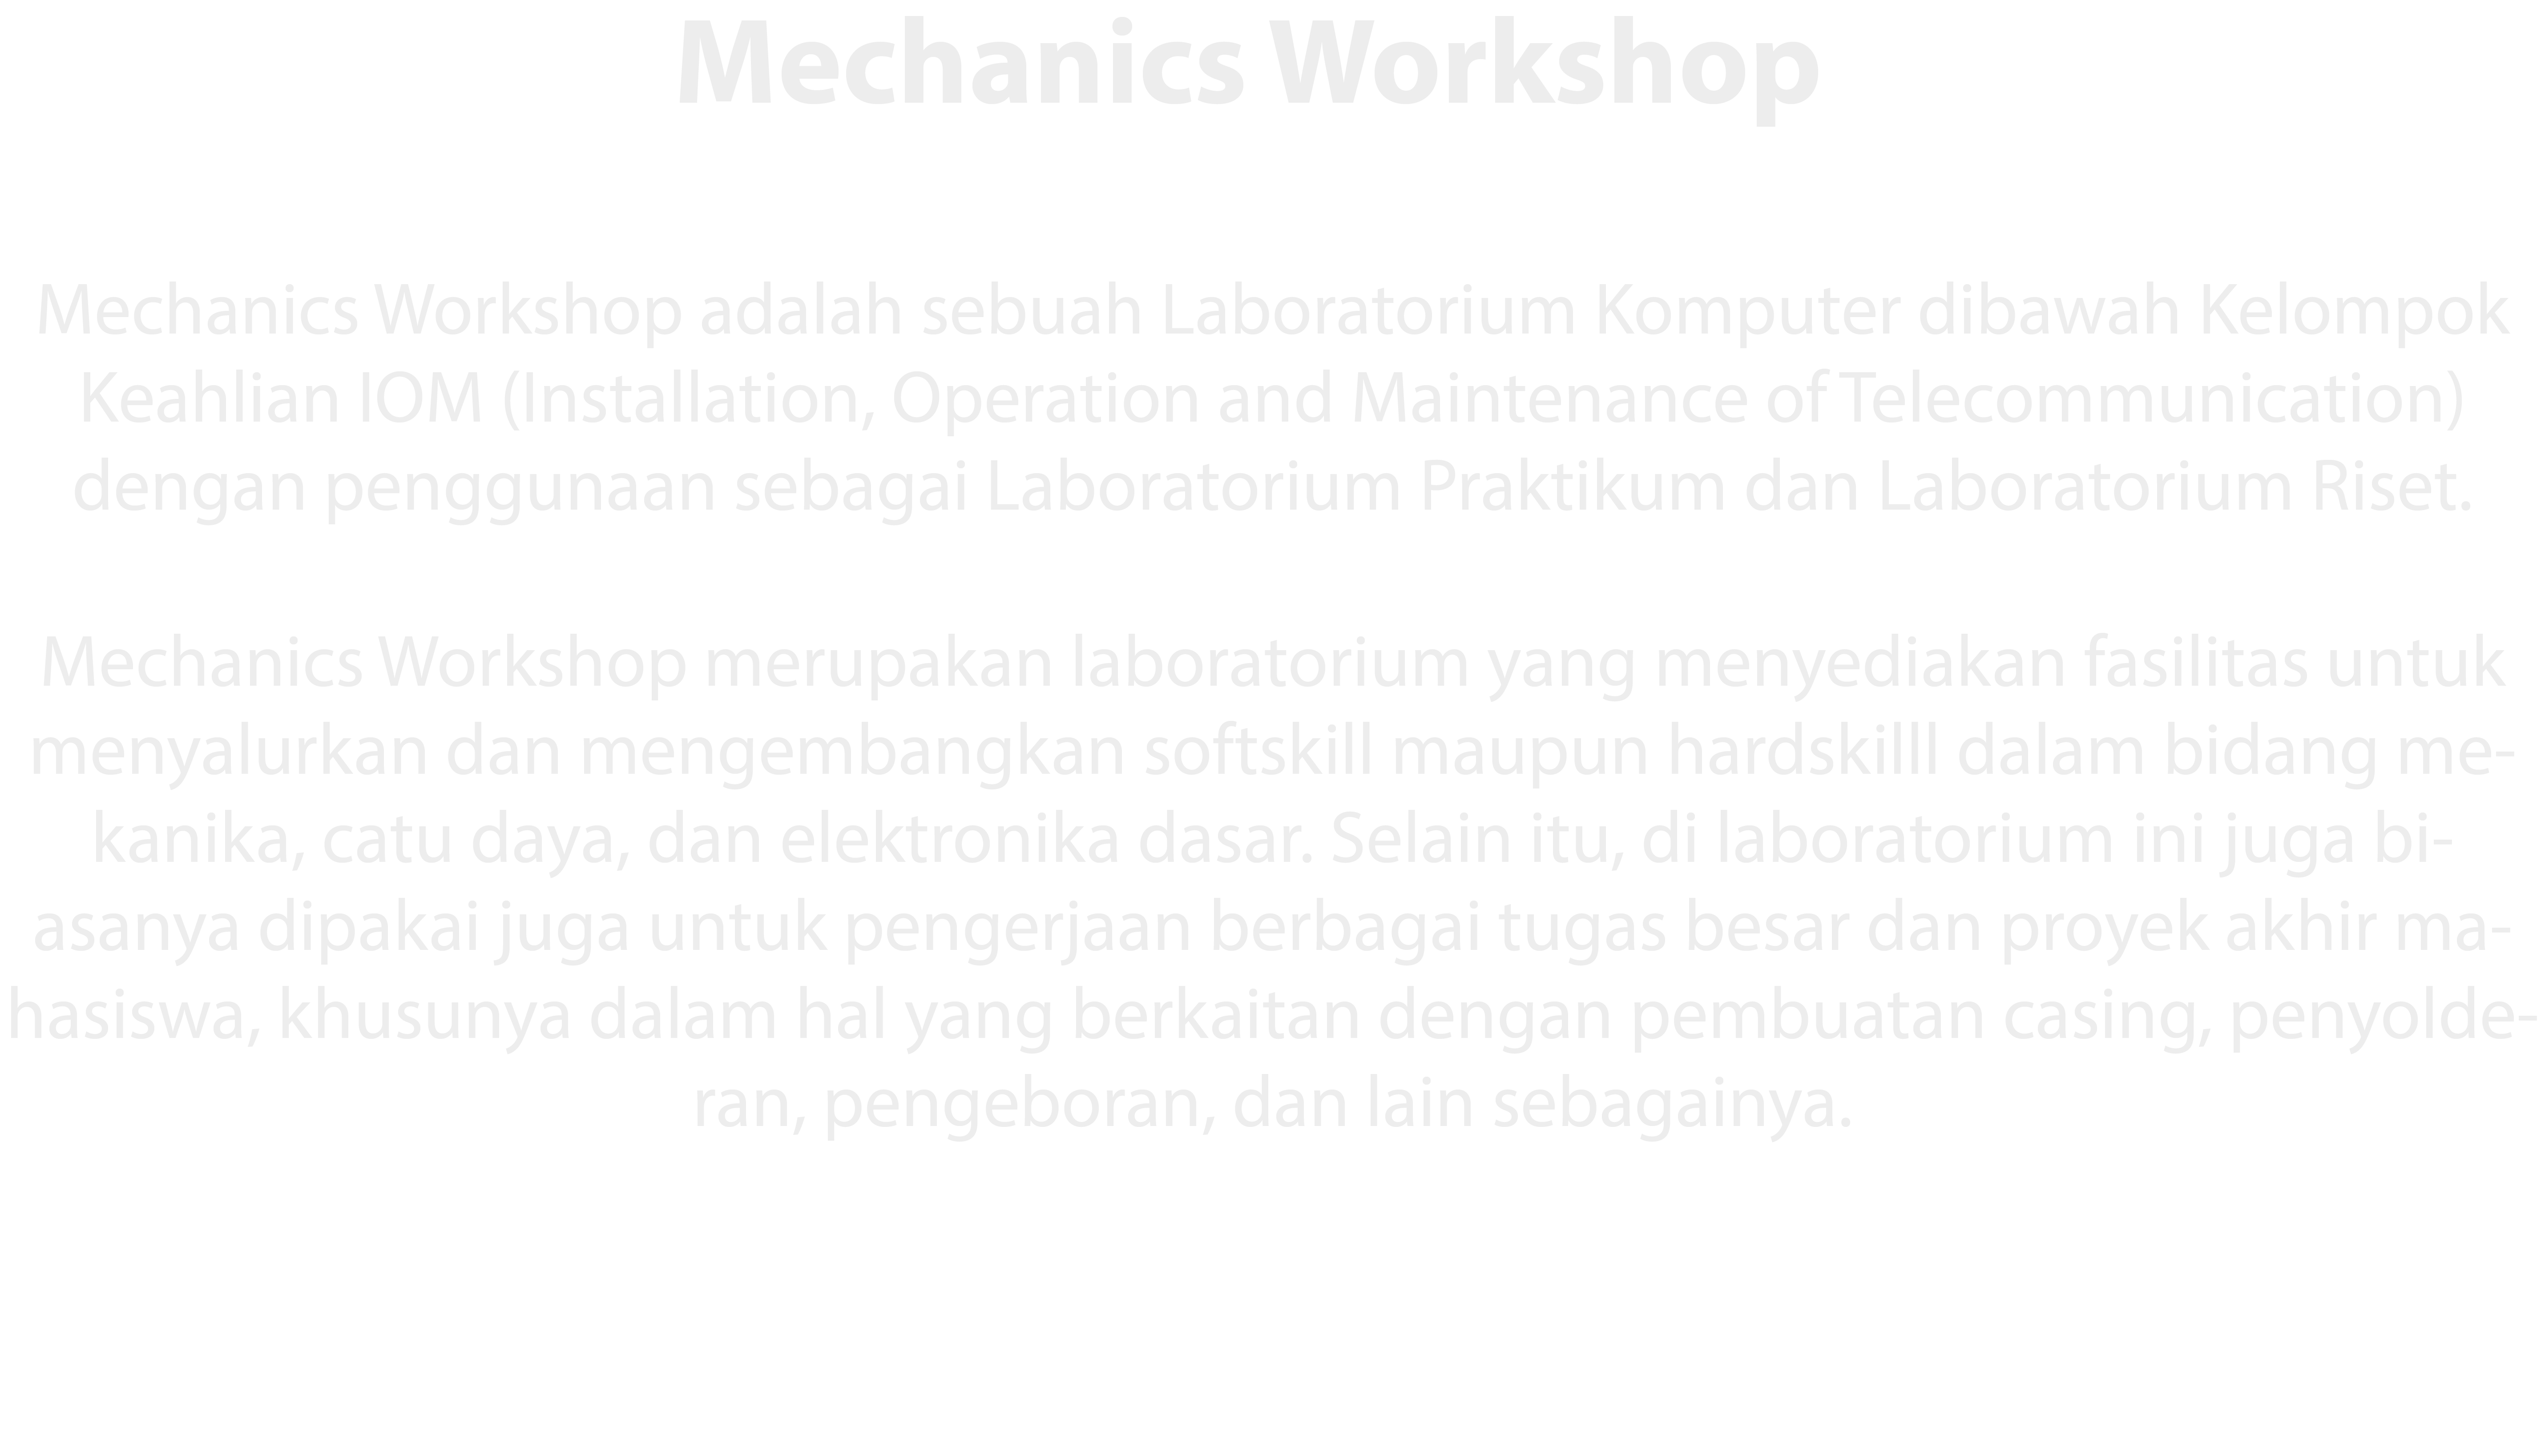 Mechanics Workshop
Mechanics Workshop adalah sebuah Laboratorium Komputer dibawah Kelompok
Keahlian IOM (Installation, Operation and Maintenance of Telecommunication)
dengan penggunaan sebagai Laboratorium Praktikum dan Laboratorium Riset.
Mechanics Workshop merupakan laboratorium yang menyediakan fasilitas untuk
menyalurkan dan mengembangkan softskill maupun hardskilll dalam bidang me-
kanika, catu daya, dan elektronika dasar. Selain itu, di laboratorium ini juga bi-
asanya dipakai juga untuk pengerjaan berbagai tugas besar dan proyek akhir ma-
hasiswa, khusunya dalam hal yang berkaitan dengan pembuatan casing, penyolde-
ran, pengeboran, dan lain sebagainya.